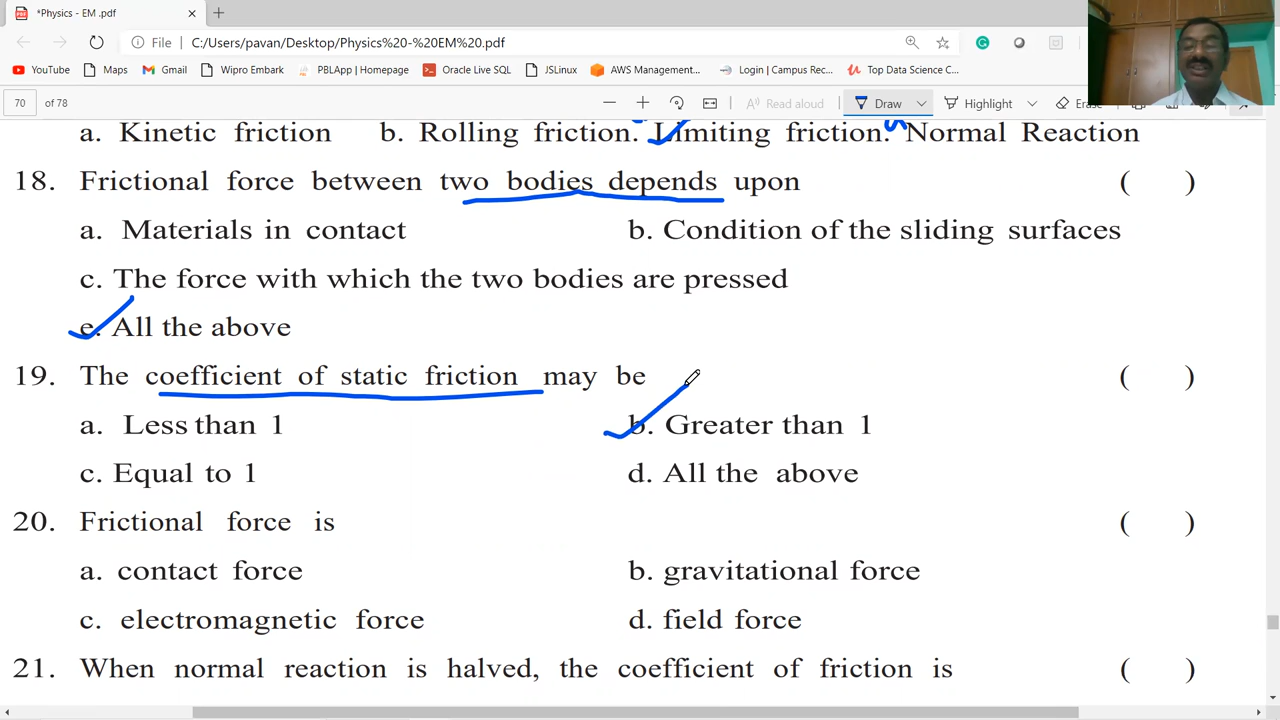 *Physics - EM .pdf
File C:/Users/pavan/Desktop/Physics%20-%20EM%20.pdf
YouTube Maps Gmail Wipro Embark PBLApp | Homepage Oracle Live SQL JSLinux AWS Management... Login | Campus Rec... Top Data Science C...
70 of 78 Read aloud Draw Highlight Erase
a. Kinetic friction b. Rolling friction. Limiting friction. Normal Reaction
18. Frictional force between two bodies depends upon ( )
a. Materials in contact b. Condition of the sliding surfaces
c. The force with which the two bodies are pressed
e. All the above
19. The coefficient of static friction may be ( )
a. Less than 1 b. Greater than 1
c. Equal to 1 d. All the above
20. Frictional force is ( )
a. contact force b. gravitational force
c. electromagnetic force d. field force
21. When normal reaction is halved, the coefficient of friction is ( )